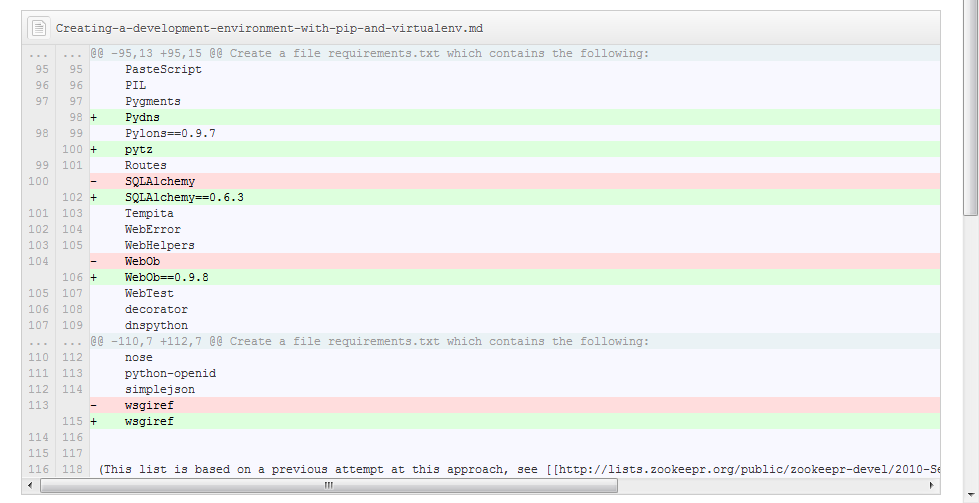 Creating-a-development-environment-with-pip-and-virtualenv.md
... ... @@ -95,13 +95,15 @@ Create a file requirements.txt which contains the following:
95 95 PasteScript
96 96 PIL
97 97 Pygments
98 + Pydns
98 99 Pylons==0.9.7
100 + pytz
99 101 Routes
100 - SQLAlchemy
102 + SQLAlchemy==0.6.3
101 103 Tempita
102 104 WebError
103 105 WebHelpers
104 - WebOb
106 + WebOb==0.9.8
105 107 WebTest
106 108 decorator
107 109 dnspython
... ... @@ -110,7 +112,7 @@ Create a file requirements.txt which contains the following:
110 112 nose
111 113 python-openid
112 114 simplejson
113 - wsgiref
115 + wsgiref
114 116
115 117
116 118 (This list is based on a previous attempt at this approach, see [[http://lists.zookeepr.org/public/zookeepr-devel/2010-Se